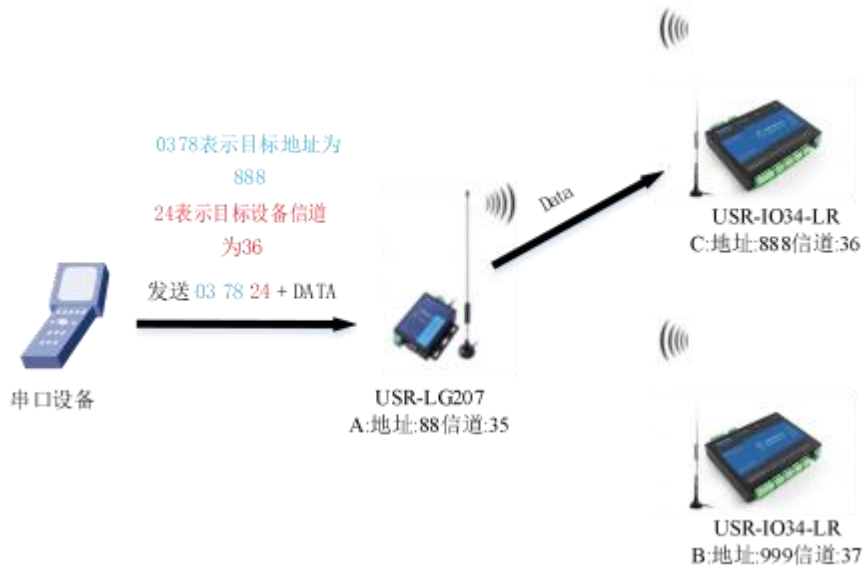 0378表示目标地址为
888
24表示目标设备信道
为36
发送 03 78 24 + DATA
串口设备
USR-LG207
A:地址:88信道:35
Data
USR-IO34-LR
C:地址:888信道:36
USR-IO34-LR
B:地址:999信道:37